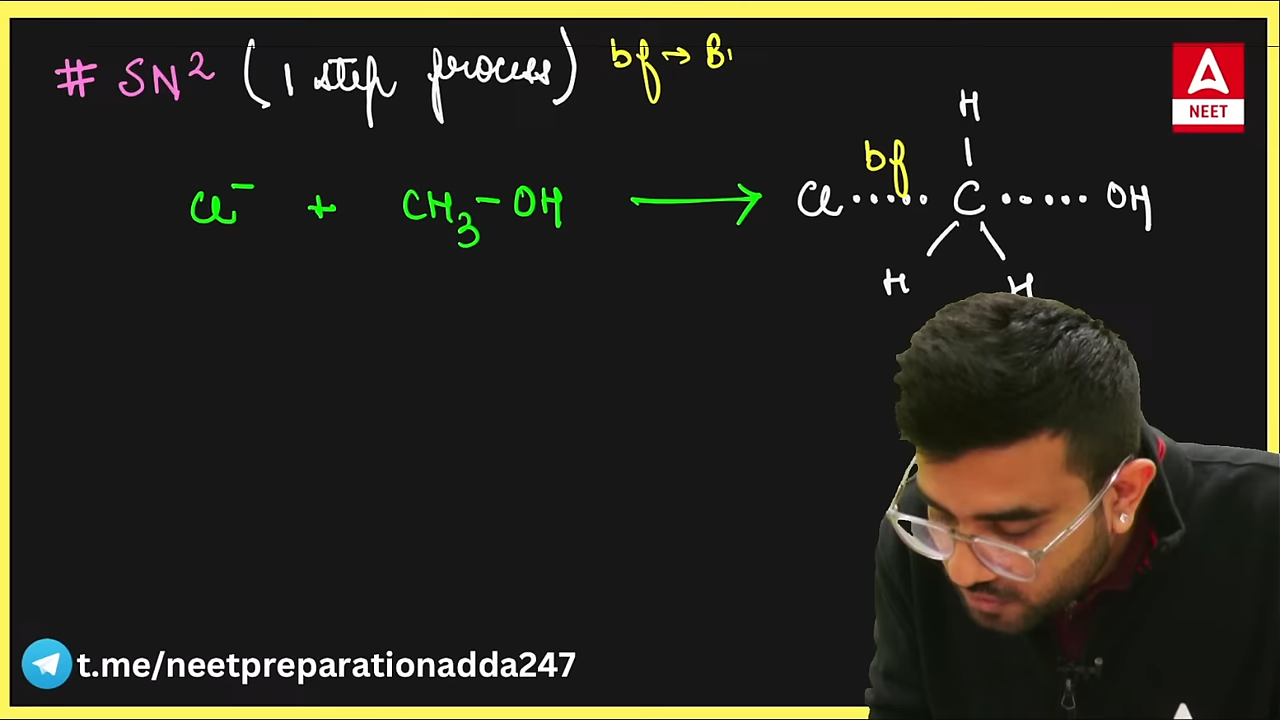 # SN² (1 step process) bf → B
H
bf
Cl⁻ + CH₃-OH ⟶ Cl ..... C ...... OH
H H
A
NEET
t.me/neetpreparationadda247